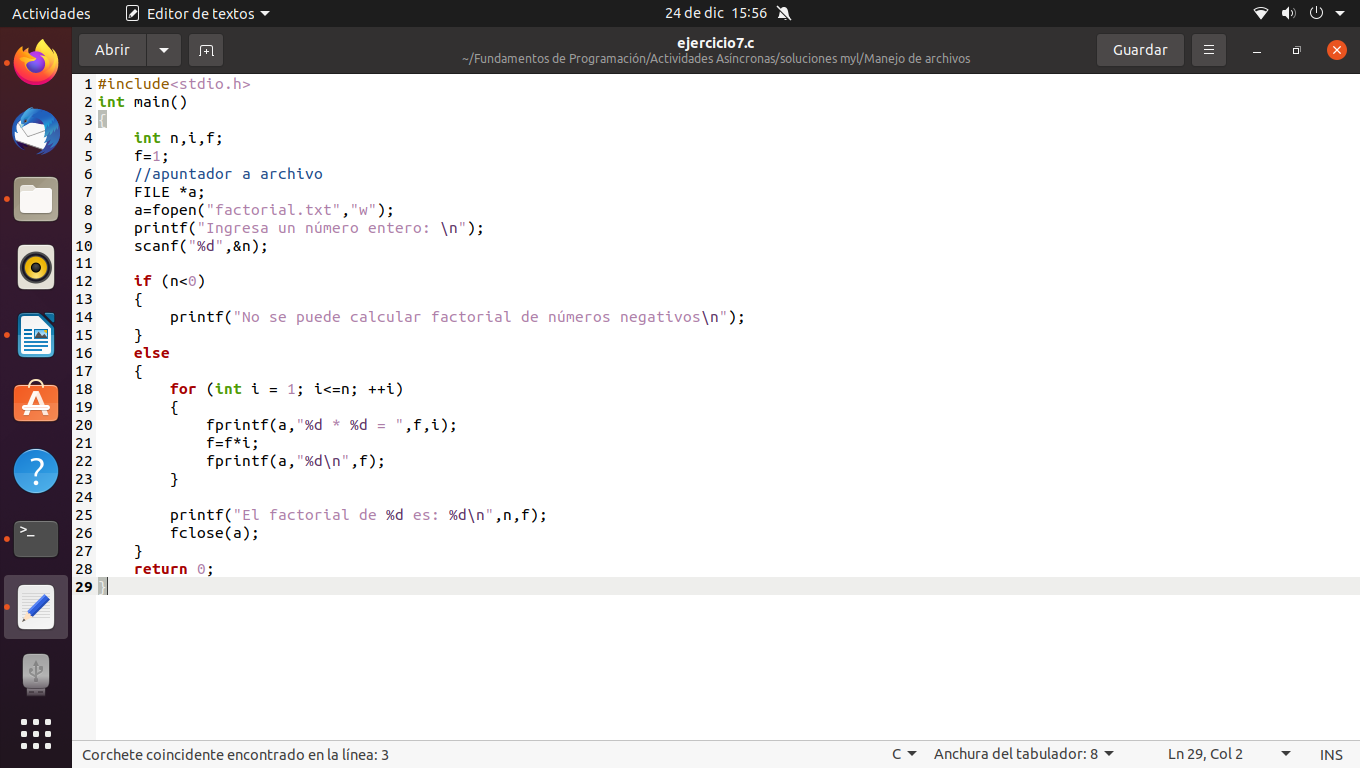 Actividades Editor de textos 24 de dic 15:56
Abrir ejercicio7.c Guardar
~/Fundamentos de Programación/Actividades Asíncronas/soluciones myl/Manejo de archivos
1 #include<stdio.h>
2 int main()
3 {
4     int n,i,f;
5     f=1;
6     //apuntador a archivo
7     FILE *a;
8     a=fopen("factorial.txt","w");
9     printf("Ingresa un número entero: \n");
10     scanf("%d",&n);
11
12     if (n<0)
13     {
14         printf("No se puede calcular factorial de números negativos\n");
15     }
16     else
17     {
18         for (int i = 1; i<=n; ++i)
19         {
20             fprintf(a,"%d * %d = ",f,i);
21             f=f*i;
22             fprintf(a,"%d\n",f);
23         }
24
25         printf("El factorial de %d es: %d\n",n,f);
26         fclose(a);
27     }
28     return 0;
29 }
Corchete coincidente encontrado en la línea: 3 C Anchura del tabulador: 8 Ln 29, Col 2 INS